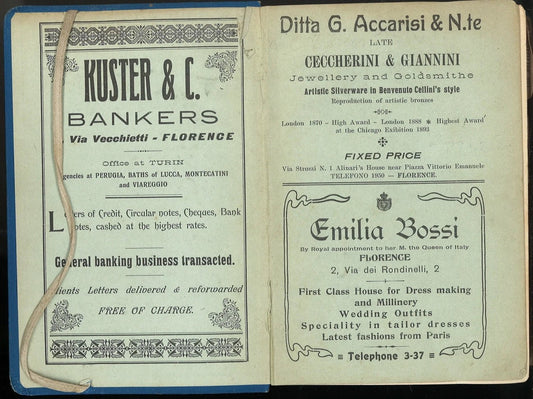 KUSTER & C.
BANKERS
Via Vecchietti - FLORENCE
Office at TURIN
gencies at PERUGIA, BATHS of LUCCA, MONTECATINI
and VIAREGGIO
L ers of Credit, Circular notes, Cheques, Bank
otes, cashed at the highest rates.
General banking business transacted.
lients Letters delivered & reforwarded
FREE OF CHARGE.
Ditta G. Accarisi & N.te
LATE
CECCHERINI & GIANNINI
Jewellery and Goldsmithe
Artistic Silverware in Benvenuto Cellini's style
Reproduction of artistic bronzes
London 1870 - High Award - London 1888 * Highest Award
at the Chicago Exibition 1893
FIXED PRICE
Via Strozzi N. 1 Alinari's House near Piazza Vittorio Emanuele
TELEFONO 1950 — FLORENCE.
Emilia Bossi
By Royal appointment to her M. the Queen of Italy
FLORENCE
2, Via dei Rondinelli, 2
First Class House for Dress making
and Millinery
Wedding Outfits
Speciality in tailor dresses
Latest fashions from Paris
Telephone 3-37